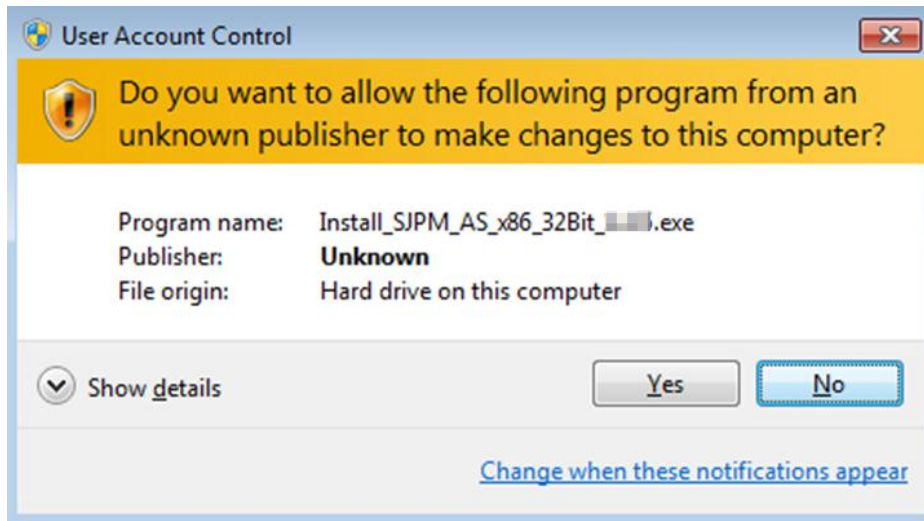 User Account Control
Do you want to allow the following program from an
unknown publisher to make changes to this computer?
Program name: Install_SJPM_AS_x86_32Bit_ .exe
Publisher: Unknown
File origin: Hard drive on this computer
Show details Yes No
Change when these notifications appear